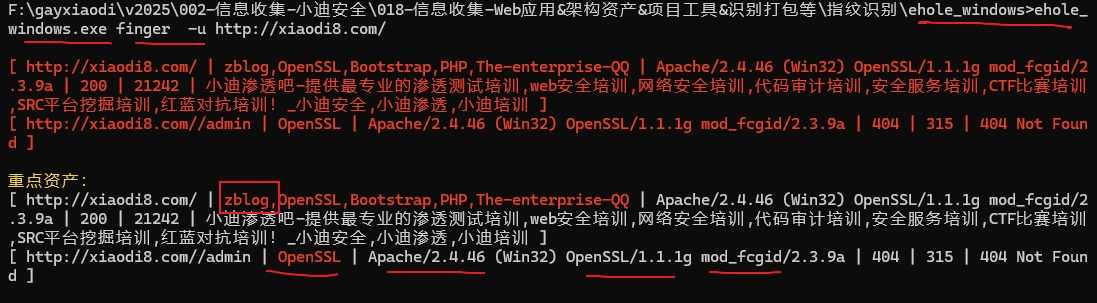 F:\gayxiaodi\v2025\002-信息收集-小迪安全\018-信息收集-Web应用&架构资产&项目工具&识别打包等\指纹识别\ehole_windows>ehole_
windows.exe finger  -u http://xiaodi8.com/
[ http://xiaodi8.com/ | zblog,OpenSSL,Bootstrap,PHP,The-enterprise-QQ | Apache/2.4.46 (Win32) OpenSSL/1.1.1g mod_fcgid/2
.3.9a | 200 | 21242 | 小迪渗透吧-提供最专业的渗透测试培训,web安全培训,网络安全培训,代码审计培训,安全服务培训,CTF比赛培训
,SRC平台挖掘培训,红蓝对抗培训! _小迪安全,小迪渗透,小迪培训 ]
[ http://xiaodi8.com//admin | OpenSSL | Apache/2.4.46 (Win32) OpenSSL/1.1.1g mod_fcgid/2.3.9a | 404 | 315 | 404 Not Foun
d ]
重点资产:
[ http://xiaodi8.com/ | zblog,OpenSSL,Bootstrap,PHP,The-enterprise-QQ | Apache/2.4.46 (Win32) OpenSSL/1.1.1g mod_fcgid/2
.3.9a | 200 | 21242 | 小迪渗透吧-提供最专业的渗透测试培训,web安全培训,网络安全培训,代码审计培训,安全服务培训,CTF比赛培训
,SRC平台挖掘培训,红蓝对抗培训! _小迪安全,小迪渗透,小迪培训 ]
[ http://xiaodi8.com//admin | OpenSSL | Apache/2.4.46 (Win32) OpenSSL/1.1.1g mod_fcgid/2.3.9a | 404 | 315 | 404 Not Foun
d ]